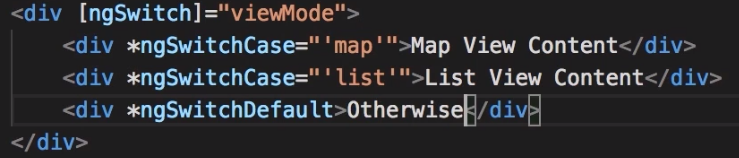 <div [ngSwitch]="viewMode">
    <div *ngSwitchCase="'map'">Map View Content</div>
    <div *ngSwitchCase="'list'">List View Content</div>
    <div *ngSwitchDefault>Otherwise</div>
</div>